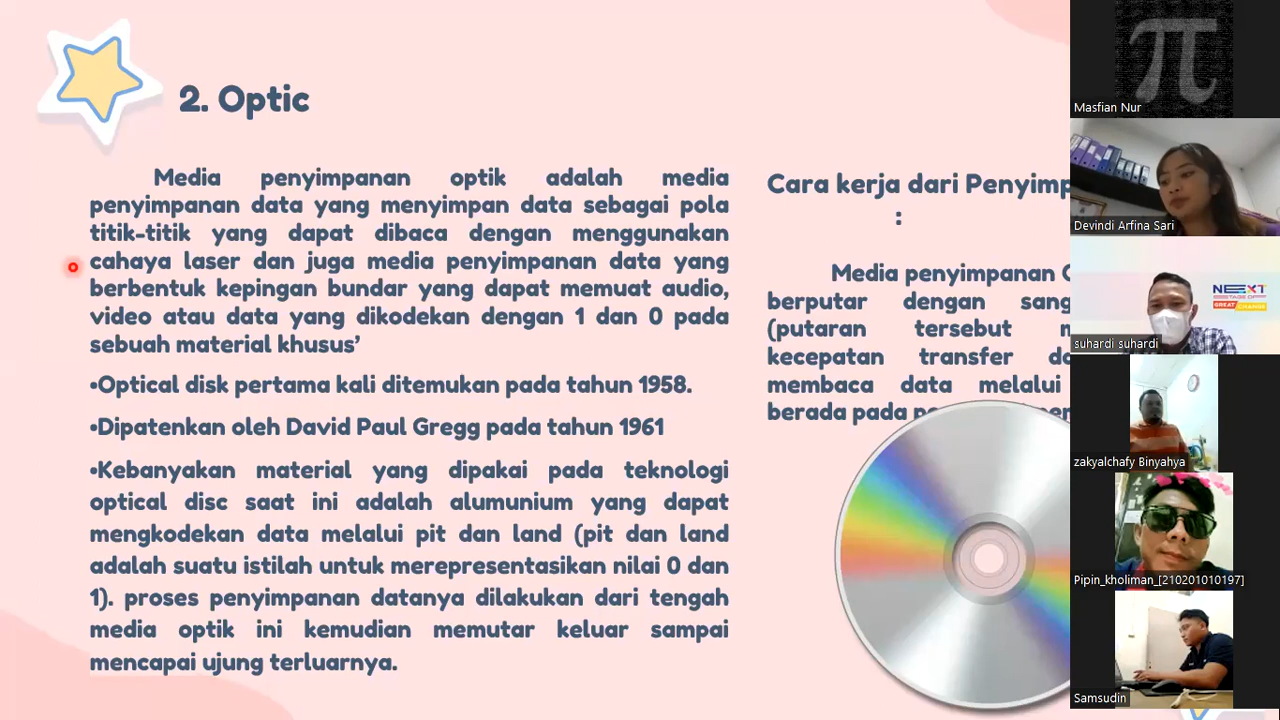 2. Optic
Media penyimpanan optik adalah media
penyimpanan data yang menyimpan data sebagai pola
titik-titik yang dapat dibaca dengan menggunakan
cahaya laser dan juga media penyimpanan data yang
berbentuk kepingan bundar yang dapat memuat audio,
video atau data yang dikodekan dengan 1 dan 0 pada
sebuah material khusus’
•Optical disk pertama kali ditemukan pada tahun 1958.
•Dipatenkan oleh David Paul Gregg pada tahun 1961
•Kebanyakan material yang dipakai pada teknologi
optical disc saat ini adalah alumunium yang dapat
mengkodekan data melalui pit dan land (pit dan land
adalah suatu istilah untuk merepresentasikan nilai 0 dan
1). proses penyimpanan datanya dilakukan dari tengah
media optik ini kemudian memutar keluar sampai
mencapai ujung terluarnya.
Cara kerja dari
:
Media penyimpanan
berputar dengan
(putaran tersebut
kecepatan transfer
membaca data melalui
berada pada
Masfian Nur
Devindi Arfina Sari
NEXT
GREAT
suhardi suhardi
zakyalchafy Binyahya
Pipin_kholiman_[210201010197]
Samsudin